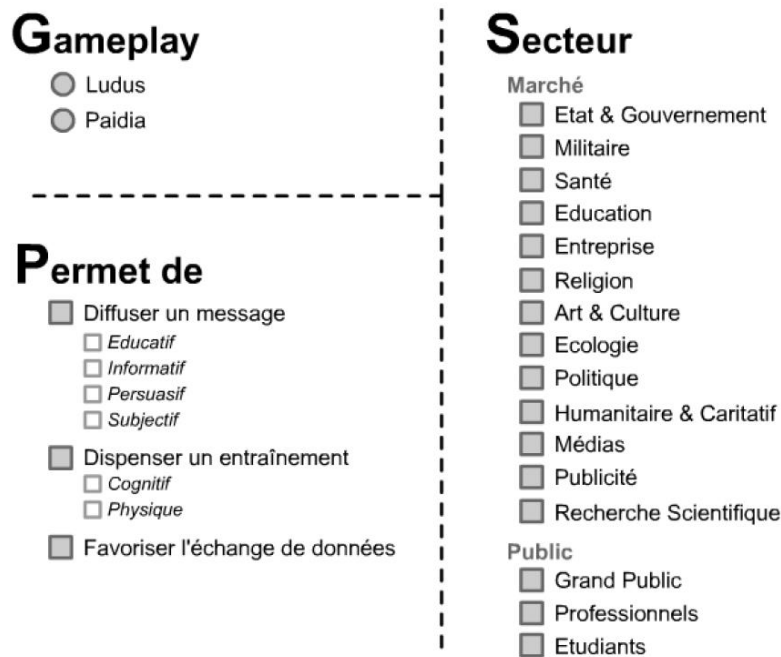 Gameplay
Ludus
Paidia
Permet de
Diffuser un message
Educatif
Informatif
Persuasif
Subjectif
Dispenser un entraînement
Cognitif
Physique
Favoriser l'échange de données
Secteur
Marché
Etat & Gouvernement
Militaire
Santé
Education
Entreprise
Religion
Art & Culture
Ecologie
Politique
Humanitaire & Caritatif
Médias
Publicité
Recherche Scientifique
Public
Grand Public
Professionnels
Etudiants